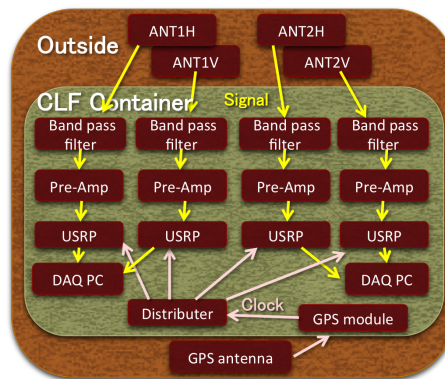 ANT1H
ANT2H
Outside
ANT1V
ANT2V
CLF Container
Signal
Band pass
filter
Band pass
filter
Band pass
filter
Band pass
filter
Pre-Amp
Pre-Amp
Pre-Amp
Pre-Amp
USRP
USRP
USRP
USRP
DAQ PC
DAQ PC
Distributer
Clock
GPS module
GPS antenna